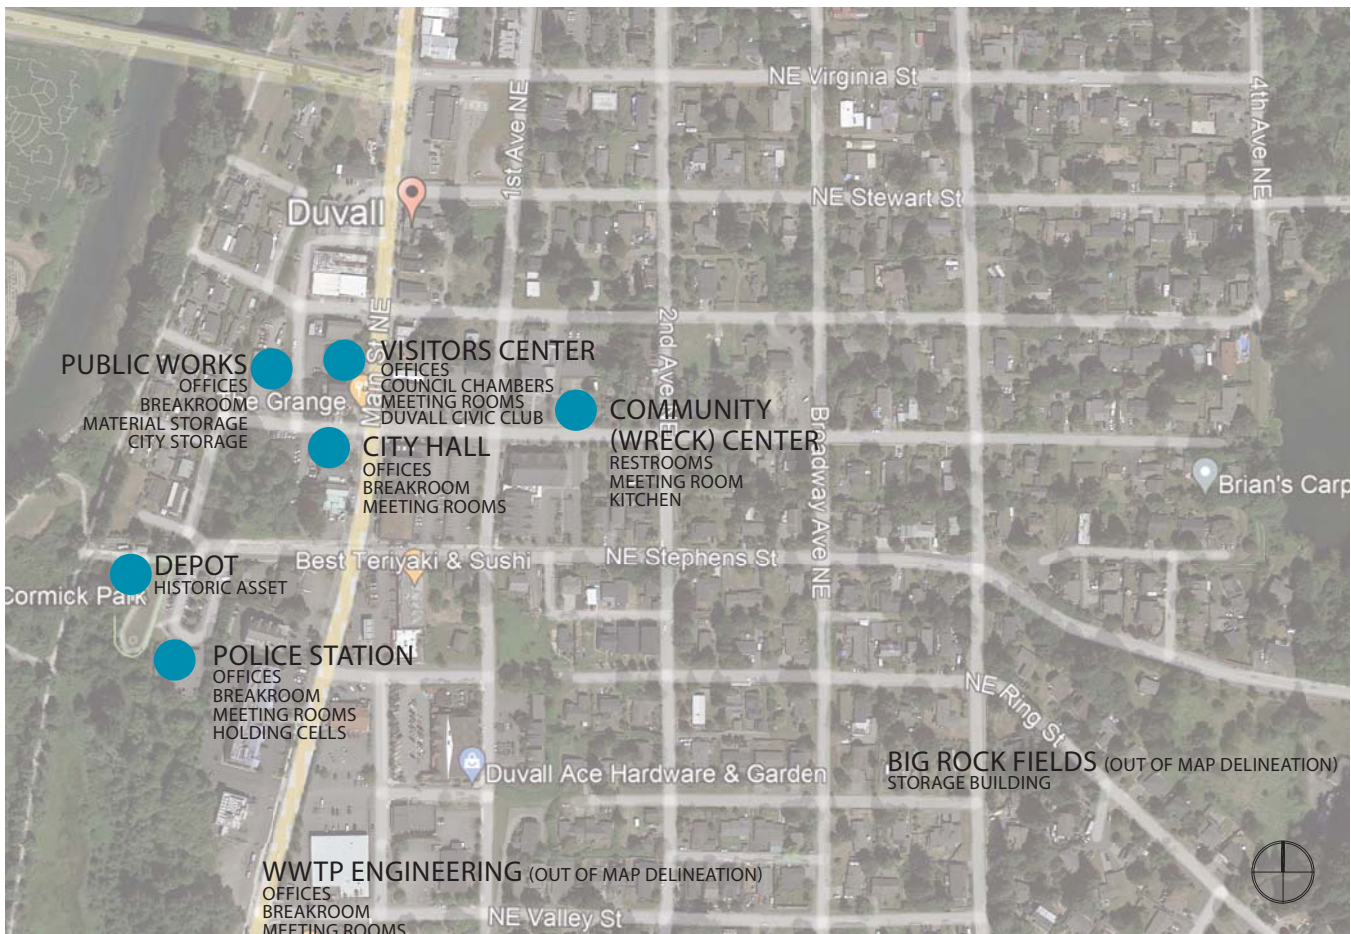 NE Virginia St
1st Ave NE
4th Ave NE
NE Stewart St
Duvall
Main St NE
2nd Ave NE
PUBLIC WORKS
OFFICES
BREAKROOM
MATERIAL STORAGE
CITY STORAGE
Grange
VISITORS CENTER
OFFICES
COUNCIL CHAMBERS
MEETING ROOMS
DUVALL CIVIC CLUB
CITY HALL
OFFICES
BREAKROOM
MEETING ROOMS
COMMUNITY
(WRECK) CENTER
RESTROOMS
MEETING ROOM
KITCHEN
Broadway Ave NE
Brian's Carp
Best Teriyaki & Sushi
NE Stephens St
DEPOT
HISTORIC ASSET
Cormick Park
POLICE STATION
OFFICES
BREAKROOM
MEETING ROOMS
HOLDING CELLS
NE Ring St
Duvall Ace Hardware & Garden
BIG ROCK FIELDS (OUT OF MAP DELINEATION)
STORAGE BUILDING
WWTP ENGINEERING (OUT OF MAP DELINEATION)
OFFICES
BREAKROOM
MEETING ROOMS
NE Valley St